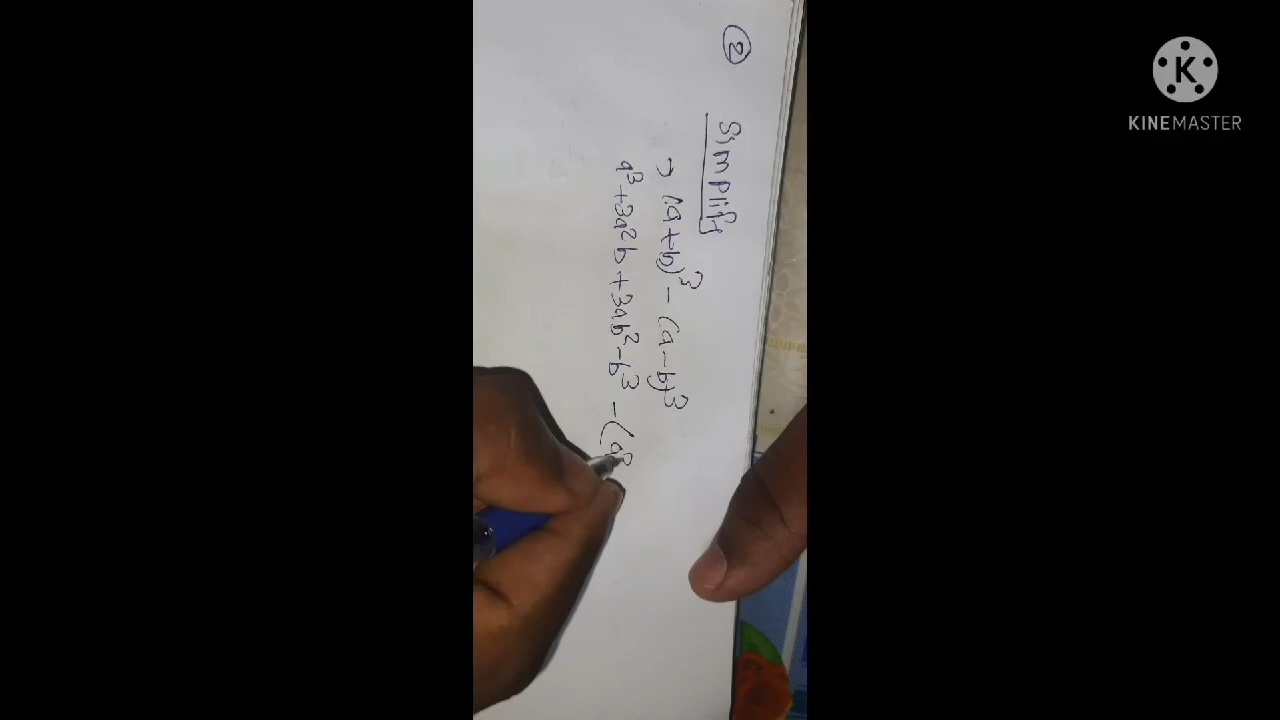 ②
Simplify
→ (a+b)³ - (a-b)³
a³ + 3a²b + 3ab² - b³ - (a³
KINEMASTER